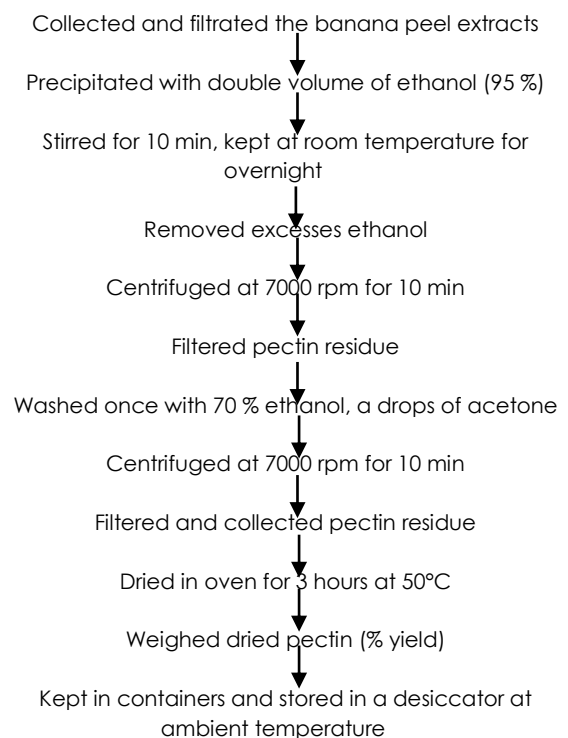 Collected and filtrated the banana peel extracts
Precipitated with double volume of ethanol (95 %)
Stirred for 10 min, kept at room temperature for
overnight
Removed excesses ethanol
Centrifuged at 7000 rpm for 10 min
Filtered pectin residue
Washed once with 70 % ethanol, a drops of acetone
Centrifuged at 7000 rpm for 10 min
Filtered and collected pectin residue
Dried in oven for 3 hours at 50°C
Weighed dried pectin (% yield)
Kept in containers and stored in a desiccator at
ambient temperature